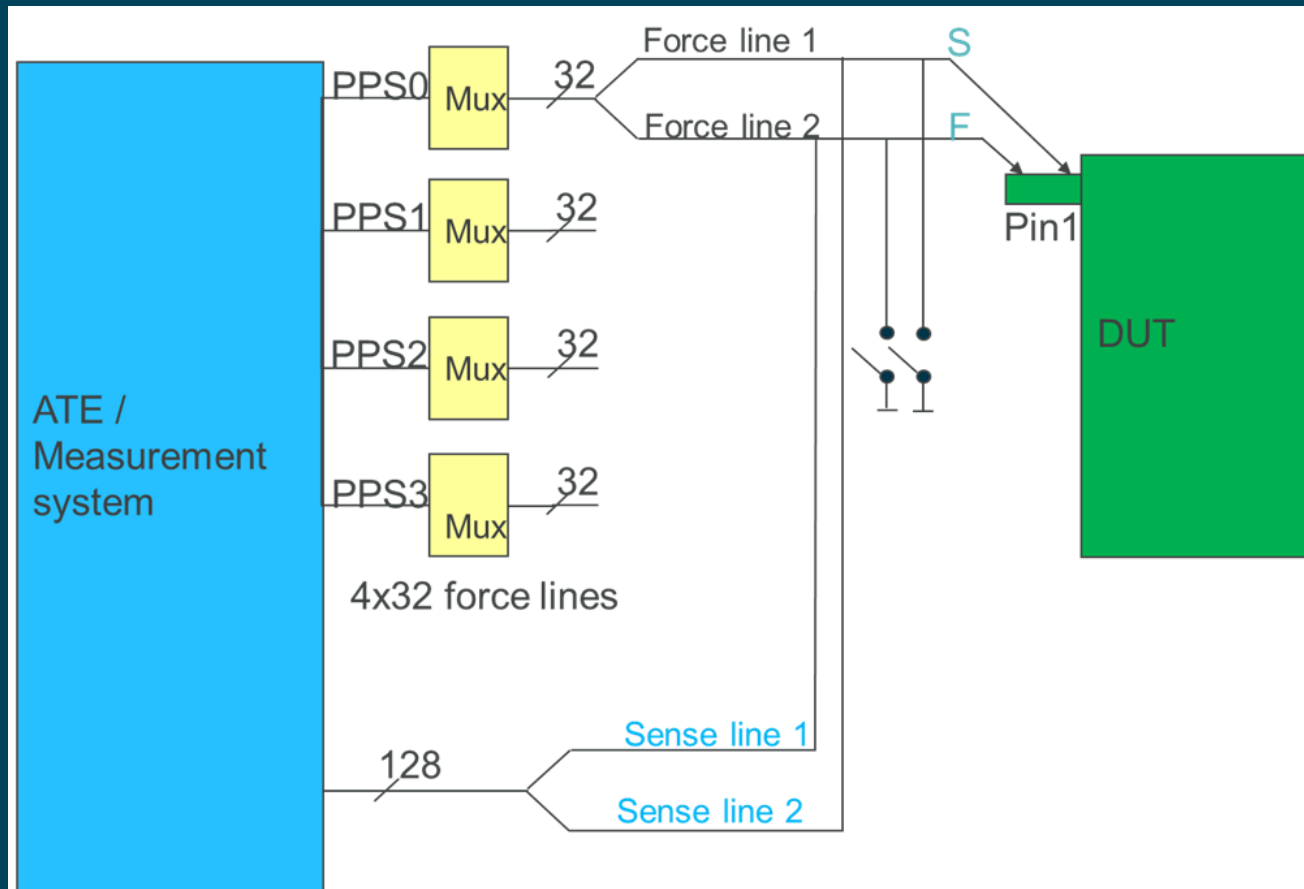 Force line 1
S
PPS0
Mux
32
Force line 2
F
PPS1
Mux
32
Pin1
PPS2
Mux
32
DUT
ATE /
Measurement
system
PPS3
Mux
32
4x32 force lines
Sense line 1
128
Sense line 2